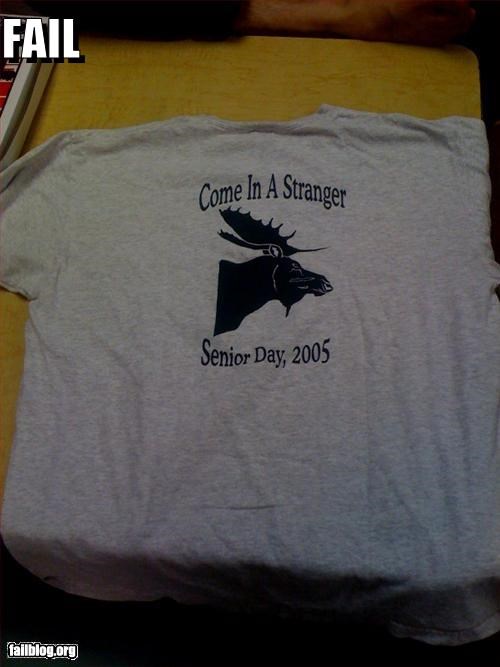 FAIL
Come In A Stranger
Senior Day, 2005
failblog.org